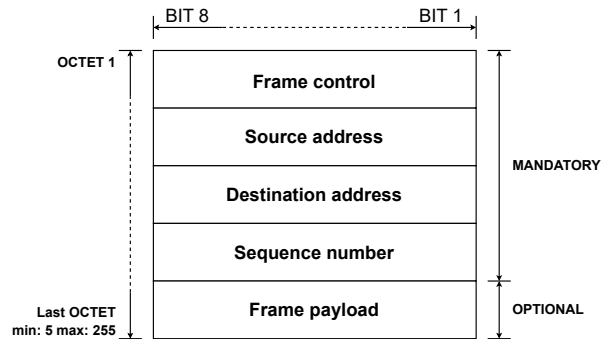 BIT 8 BIT 1
OCTET 1
Frame control
Source address
Destination address
MANDATORY
Sequence number
Last OCTET
min: 5 max: 255
Frame payload
OPTIONAL